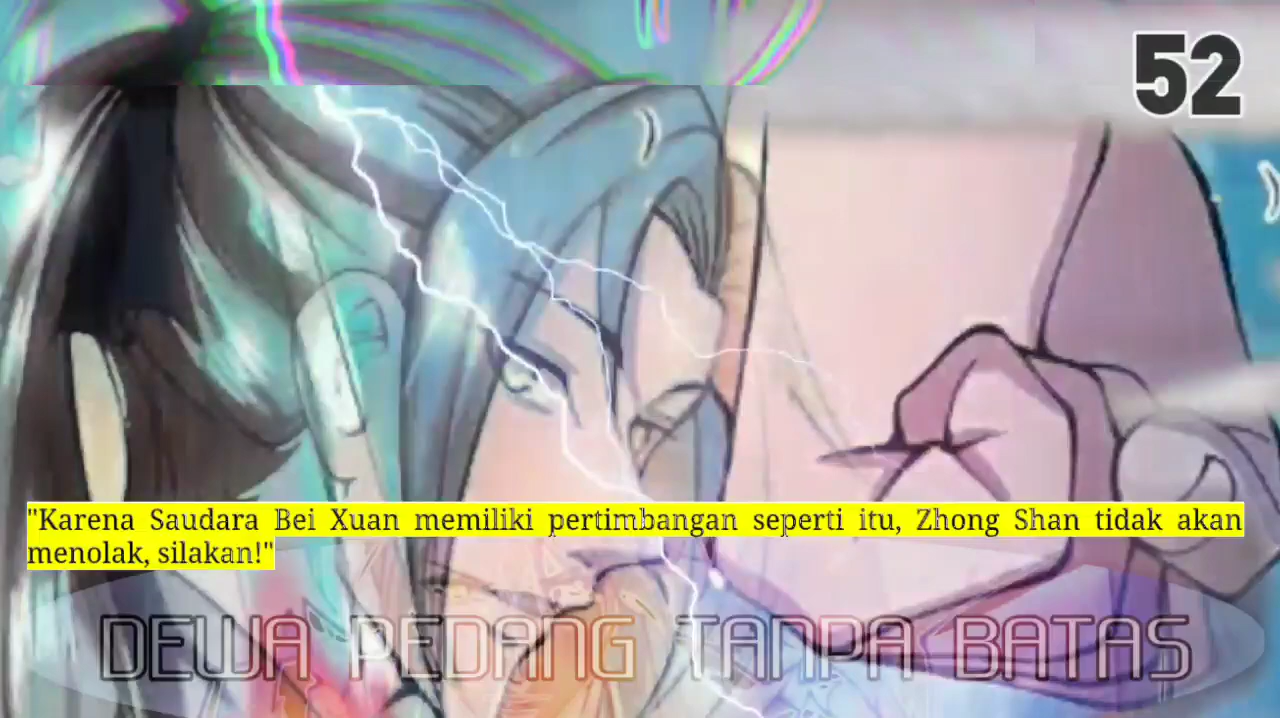 52
"Karena Saudara Bei Xuan memiliki pertimbangan seperti itu, Zhong Shan tidak akan
menolak, silakan!"
DEWA PEDANG TANPA BATAS